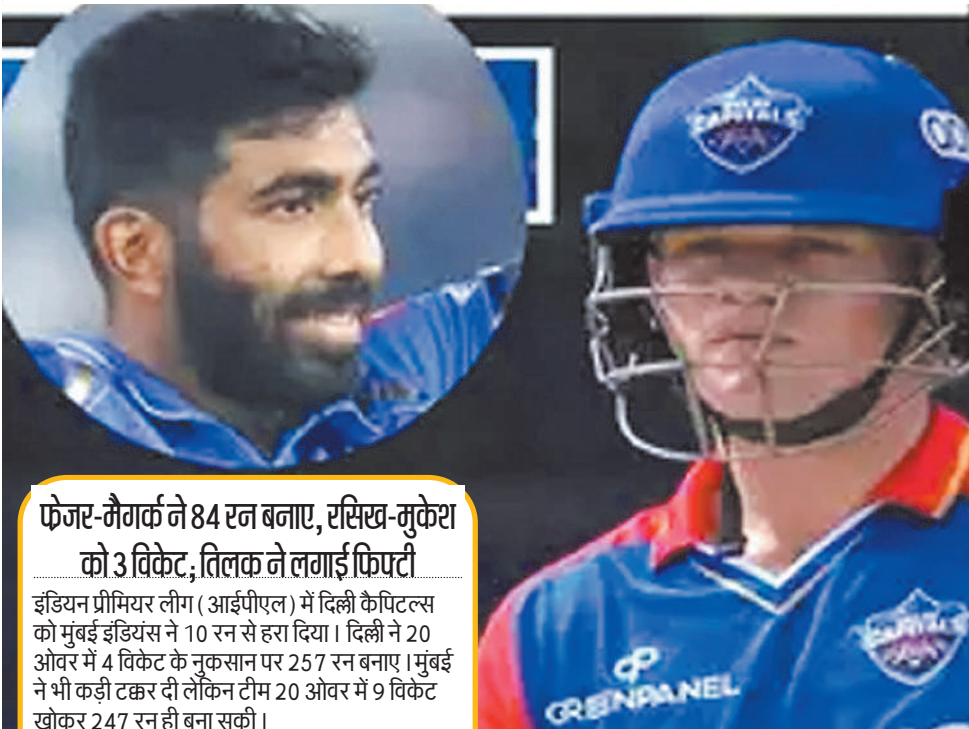 CAPITALS
फ्रेजर-मैगर्क ने 84 रन बनाए, रसिख-मुकेश
को 3 विकेट; तिलक ने लगाई फिफ्टी
इंडियन प्रीमियर लीग ( आईपीएल ) में दिल्ली कैपिटल्स
को मुंबई इंडियंस ने 10 रन से हरा दिया । दिल्ली ने 20
ओवर में 4 विकेट के नुकसान पर 257 रन बनाए । मुंबई
ने भी कड़ी टक्कर दी लेकिन टीम 20 ओवर में 9 विकेट
खोकर 247 रन ही बना सकी ।
CAPITALS
GREENPANEL